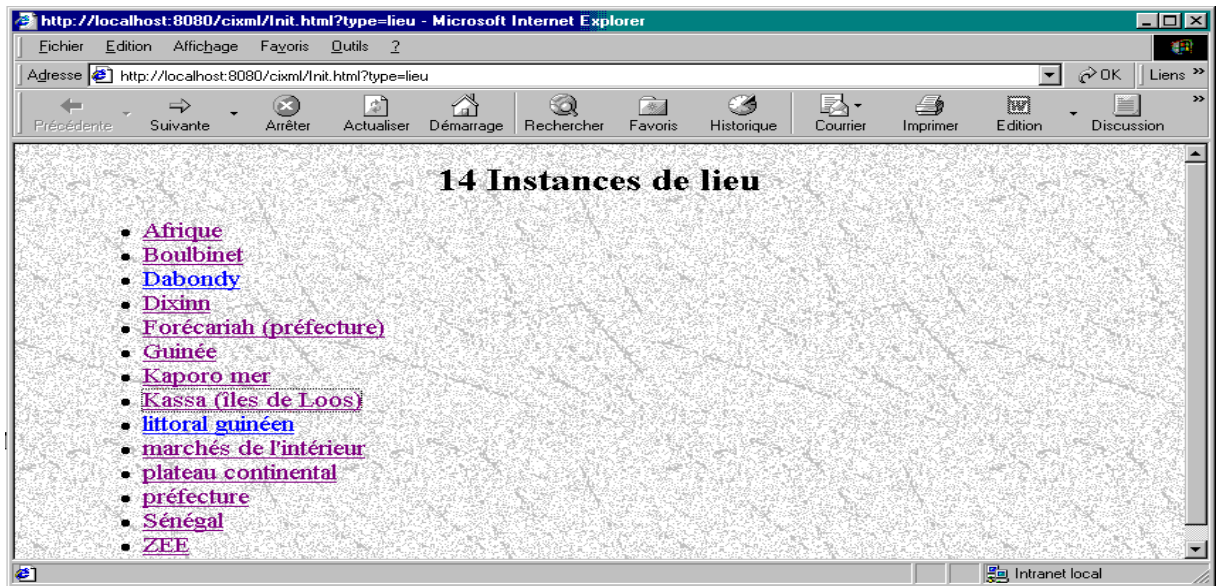 http://localhost:8080/cixml/Init.html?type=lieu - Microsoft Internet Explorer
Fichier Edition Affichage Favoris Outils ?
Adresse http://localhost:8080/cixml/Init.html?type=lieu OK Liens »
Précédente Suivante Arrêter Actualiser Démarrage Rechercher Favoris Historique Courrier Imprimer Edition Discussion »
14 Instances de lieu
Afrique
Boulbinet
Dabondy
Dixinn
Forécariah (préfecture)
Guinée
Kaporo mer
Kassa (îles de Loos)
littoral guinéen
marchés de l'intérieur
plateau continental
préfecture
Sénégal
ZEE
Intranet local